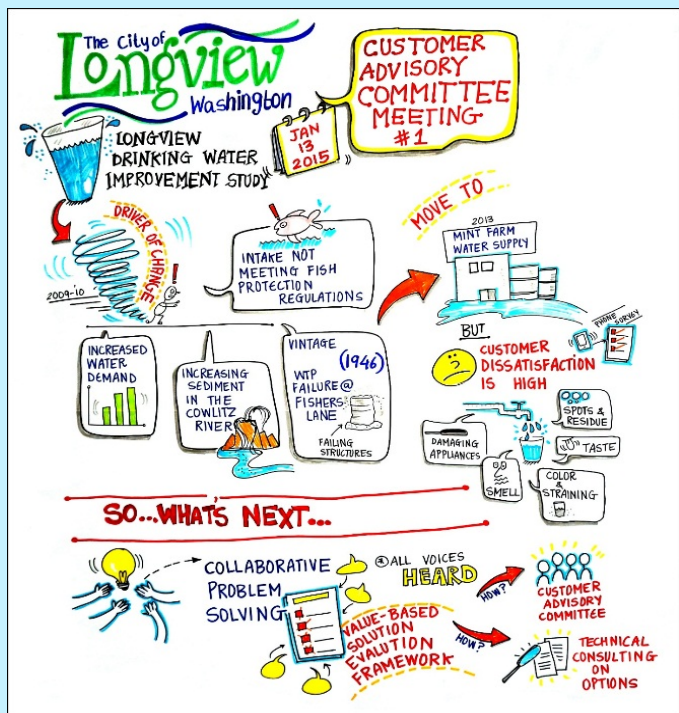 The City of
Longview
Washington
CUSTOMER
ADVISORY
COMMITTEE
MEETING
#1
JAN
13
2015
LONGVIEW
DRINKING WATER
IMPROVEMENT STUDY
DRIVER OF CHANGE
2009-10
INTAKE NOT
MEETING FISH
PROTECTION
REGULATIONS
MOVE TO
2013
MINT FARM
WATER SUPPLY
INCREASED
WATER
DEMAND
INCREASING
SEDIMENT
IN THE
COWLITZ
RIVER
VINTAGE
(1946)
WTP
FAILURE@
FISHERS
LANE
FAILING
STRUCTURES
BUT
PHONE SURVEY
CUSTOMER
DISSATISFACTION
IS HIGH
SPOTS &
RESIDUE
DAMAGING
APPLIANCES
TASTE
SMELL
COLOR
& STRAINING
SO...WHAT'S NEXT...
COLLABORATIVE
PROBLEM
SOLVING
ALL VOICES
HEARD
VALUE-BASED
SOLUTION
EVALUTION
FRAMEWORK
HOW?
CUSTOMER
ADVISORY
COMMITTEE
HOW?
TECHNICAL
CONSULTING
ON
OPTIONS